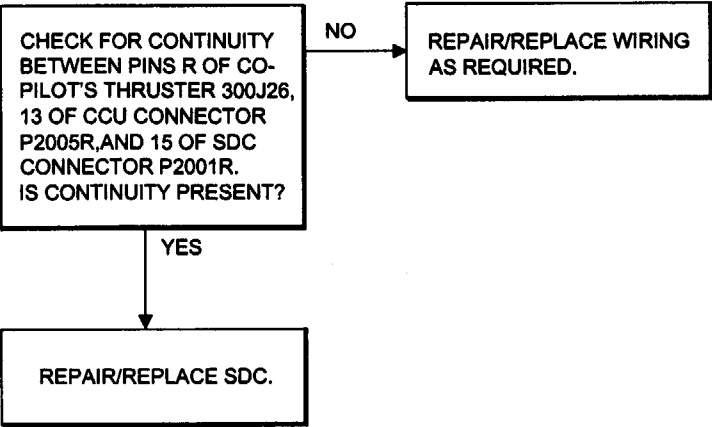 CHECK FOR CONTINUITY
BETWEEN PINS R OF CO-
PILOT'S THRUSTER 300J26,
13 OF CCU CONNECTOR
P2005R,AND 15 OF SDC
CONNECTOR P2001R.
IS CONTINUITY PRESENT?
NO
REPAIR/REPLACE WIRING
AS REQUIRED.
YES
REPAIR/REPLACE SDC.